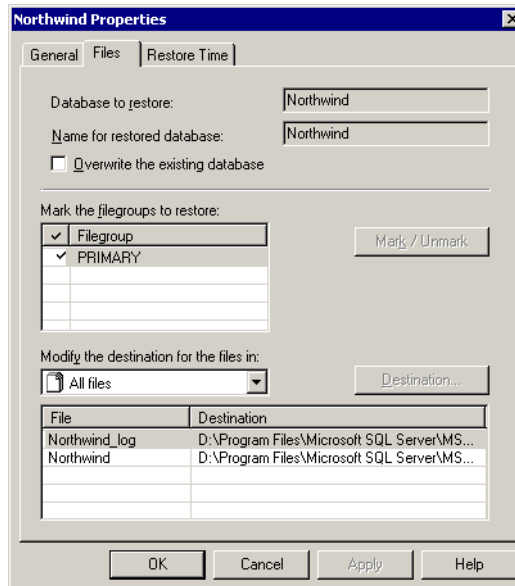 Northwind Properties
General Files Restore Time
Database to restore: Northwind
Name for restored database: Northwind
Overwrite the existing database
Mark the filegroups to restore:
Filegroup
PRIMARY
Mark / Unmark
Modify the destination for the files in:
All files
Destination...
File Destination
Northwind_log D:\Program Files\Microsoft SQL Server\MS...
Northwind D:\Program Files\Microsoft SQL Server\MS...
OK Cancel Apply Help